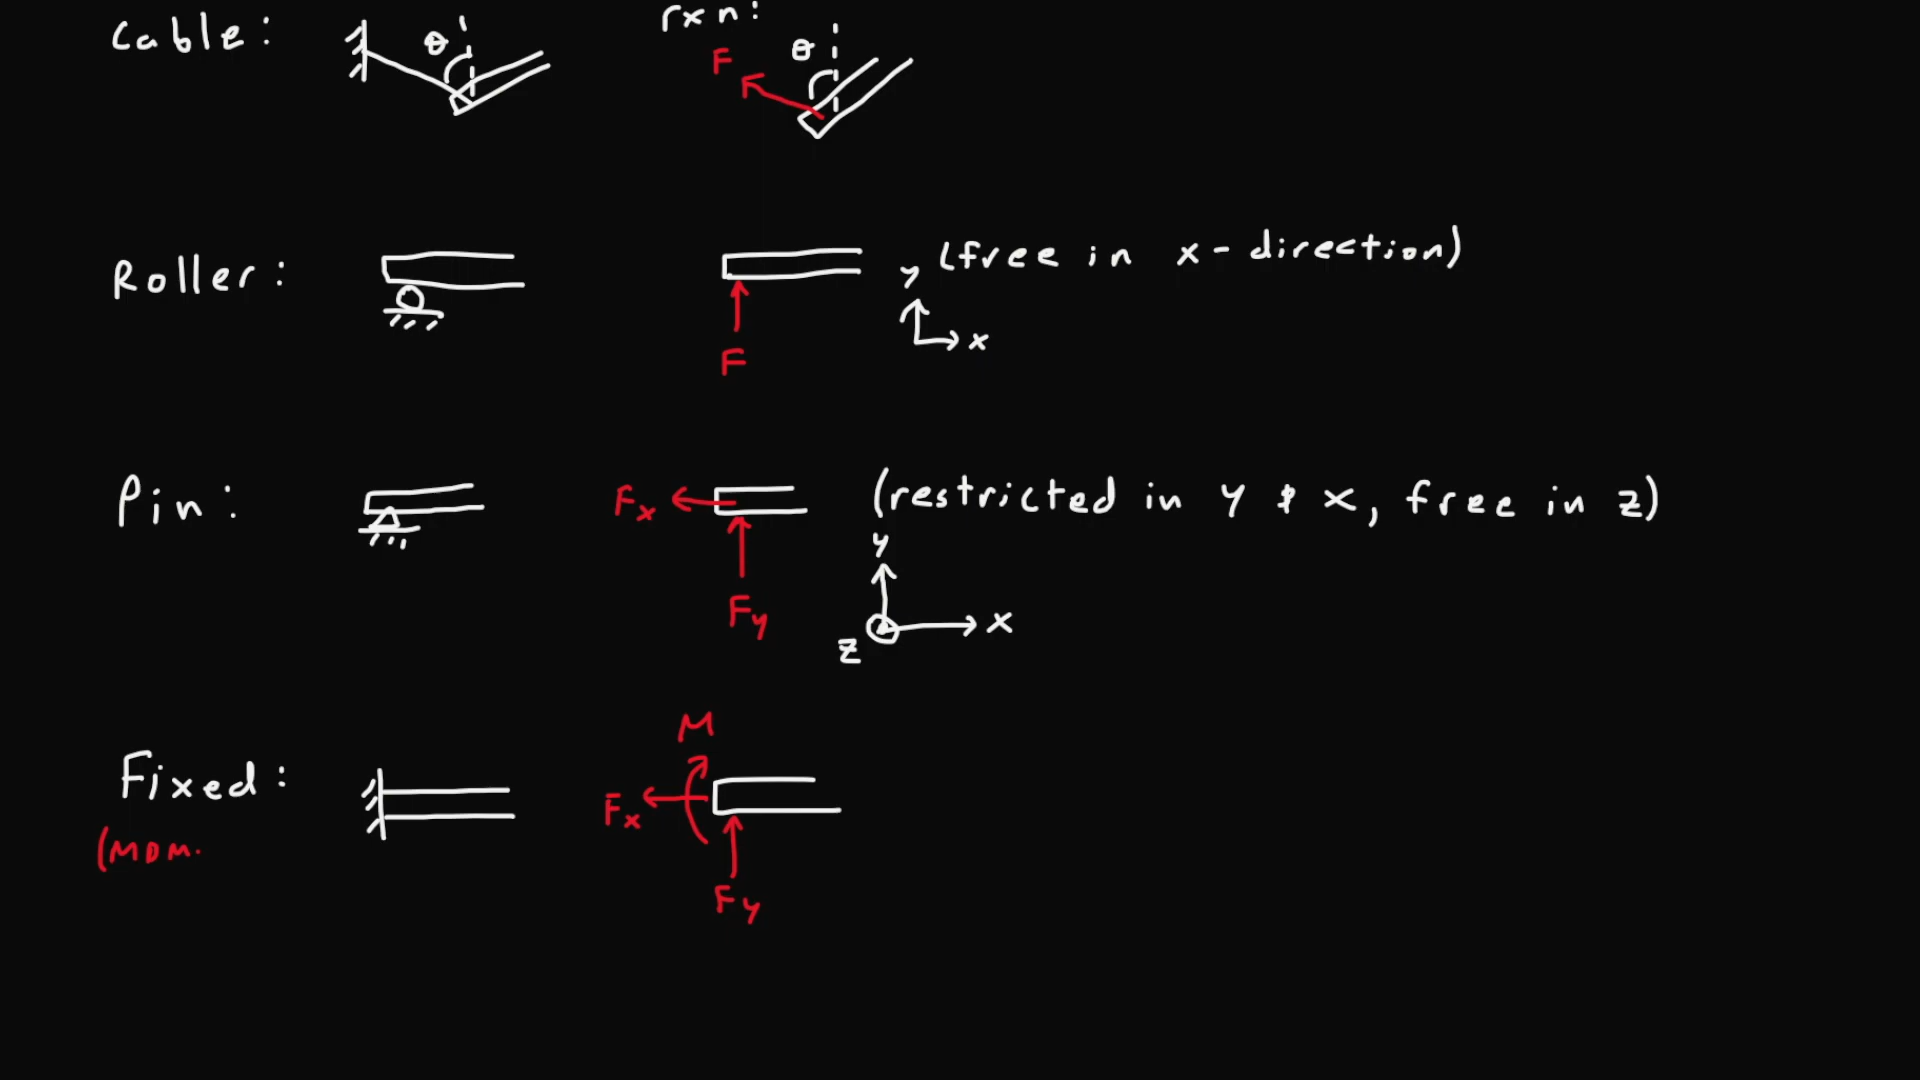 Cable: θ rxn: F θ
Roller: F y x (free in x-direction)
Pin: Fx Fy (restricted in y & x, free in z)
y x z
Fixed: M Fx Fy
(MOM.